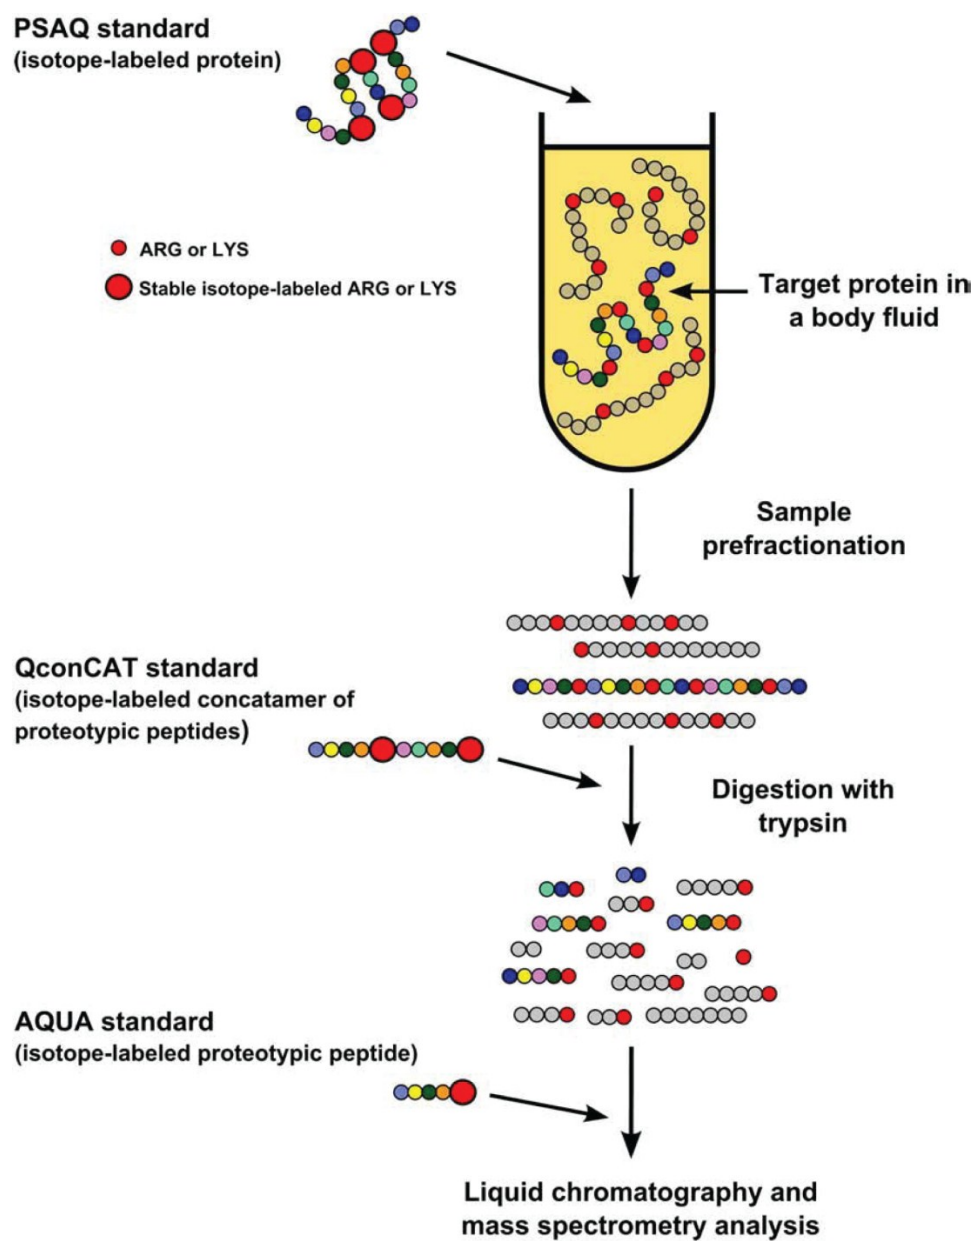 PSAQ standard
(isotope-labeled protein)
ARG or LYS
Stable isotope-labeled ARG or LYS
Target protein in
a body fluid
Sample
prefractionation
QconCAT standard
(isotope-labeled concatamer of
proteotypic peptides)
Digestion with
trypsin
AQUA standard
(isotope-labeled proteotypic peptide)
Liquid chromatography and
mass spectrometry analysis